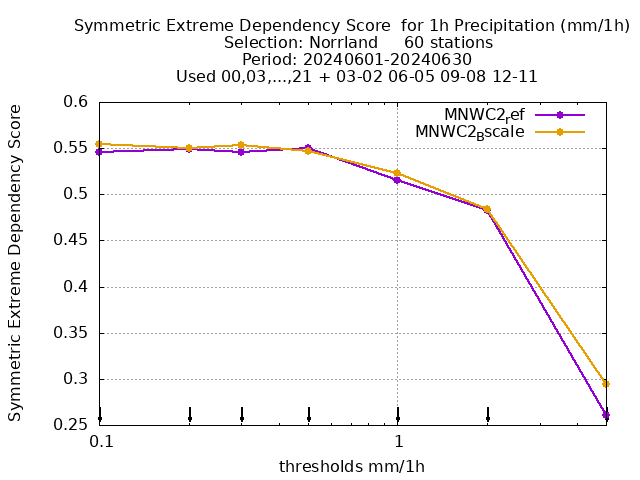 Symmetric Extreme Dependency Score  for 1h Precipitation (mm/1h)
Selection: Norrland     60 stations
Period: 20240601-20240630
Used 00,03,...,21 + 03-02 06-05 09-08 12-11
Symmetric Extreme Dependency Score
0.6
0.55
0.5
0.45
0.4
0.35
0.3
0.25
MNWC2ref
MNWC2Bscale
0.1
1
thresholds mm/1h